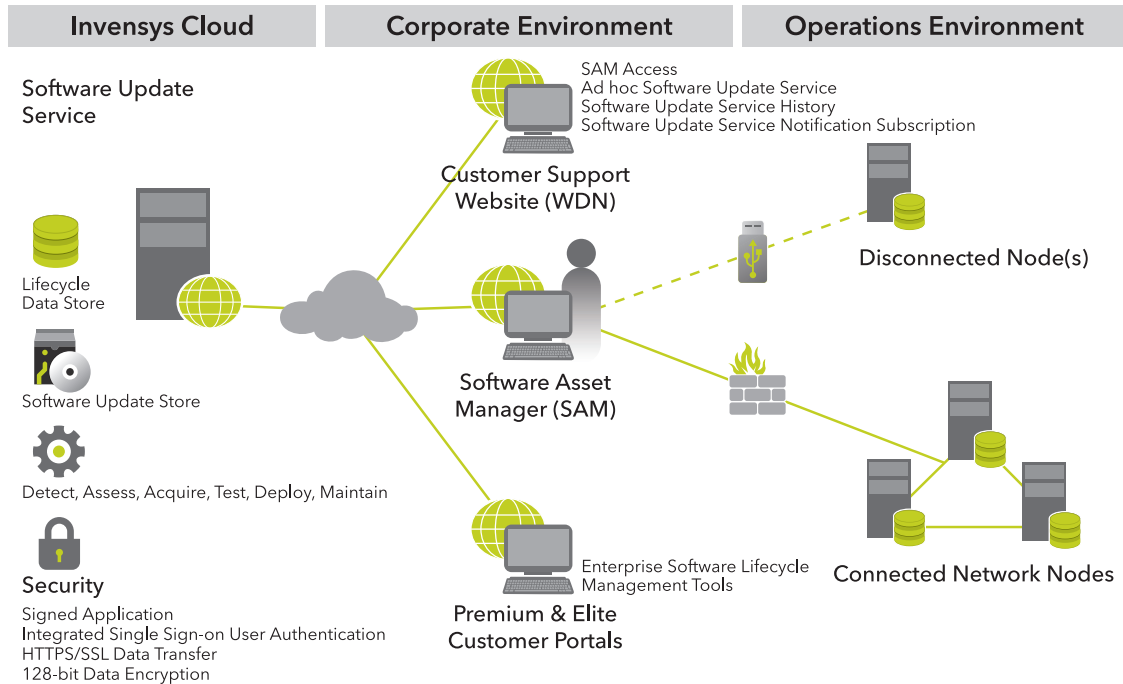 Invensys Cloud
Corporate Environment
Operations Environment
Software Update
Service
Lifecycle
Data Store
Software Update Store
Detect, Assess, Acquire, Test, Deploy, Maintain
Security
Signed Application
Integrated Single Sign-on User Authentication
HTTPS/SSL Data Transfer
128-bit Data Encryption
SAM Access
Ad hoc Software Update Service
Software Update Service History
Software Update Service Notification Subscription
Customer Support
Website (WDN)
Software Asset
Manager (SAM)
Enterprise Software Lifecycle
Management Tools
Premium & Elite
Customer Portals
Disconnected Node(s)
Connected Network Nodes